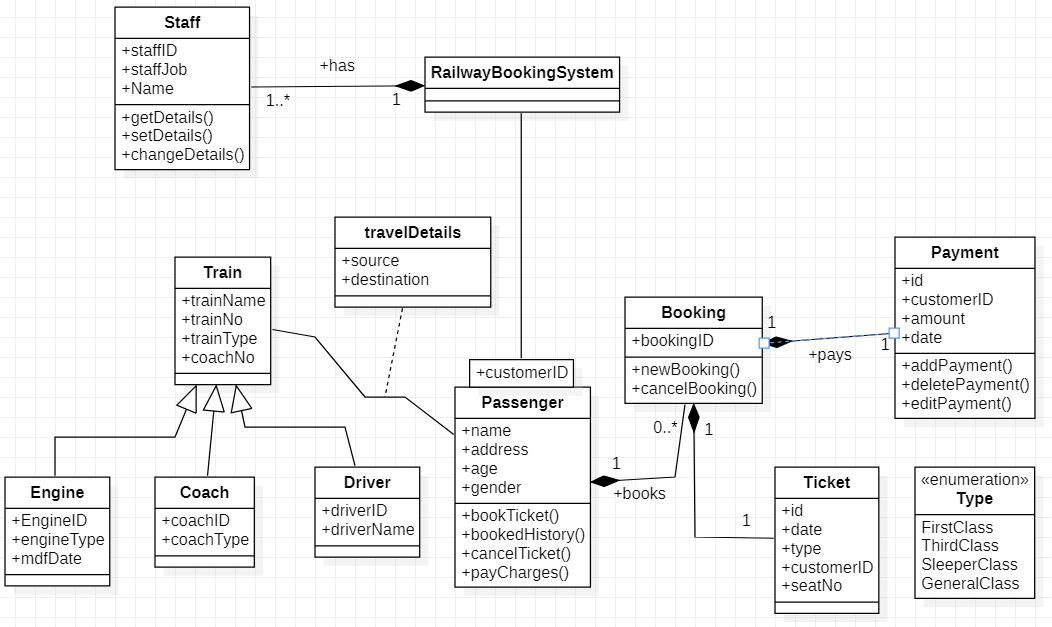 Staff
+staffID
+staffJob
+Name
+getDetails()
+setDetails()
+changeDetails()
+has
1..*
1
RailwayBookingSystem
travelDetails
+source
+destination
Train
+trainName
+trainNo
+trainType
+coachNo
Payment
+id
+customerID
+amount
+date
+addPayment()
+deletePayment()
+editPayment()
Booking
+bookingID
+newBooking()
+cancelBooking()
1
+pays
1
+customerID
Passenger
+name
+address
+age
+gender
+bookTicket()
+bookedHistory()
+cancelTicket()
+payCharges()
0..*
1
1
+books
1
Engine
+EngineID
+engineType
+mdfDate
Coach
+coachID
+coachType
Driver
+driverID
+driverName
Ticket
+id
+date
+type
+customerID
+seatNo
«enumeration»
Type
FirstClass
ThirdClass
SleeperClass
GeneralClass